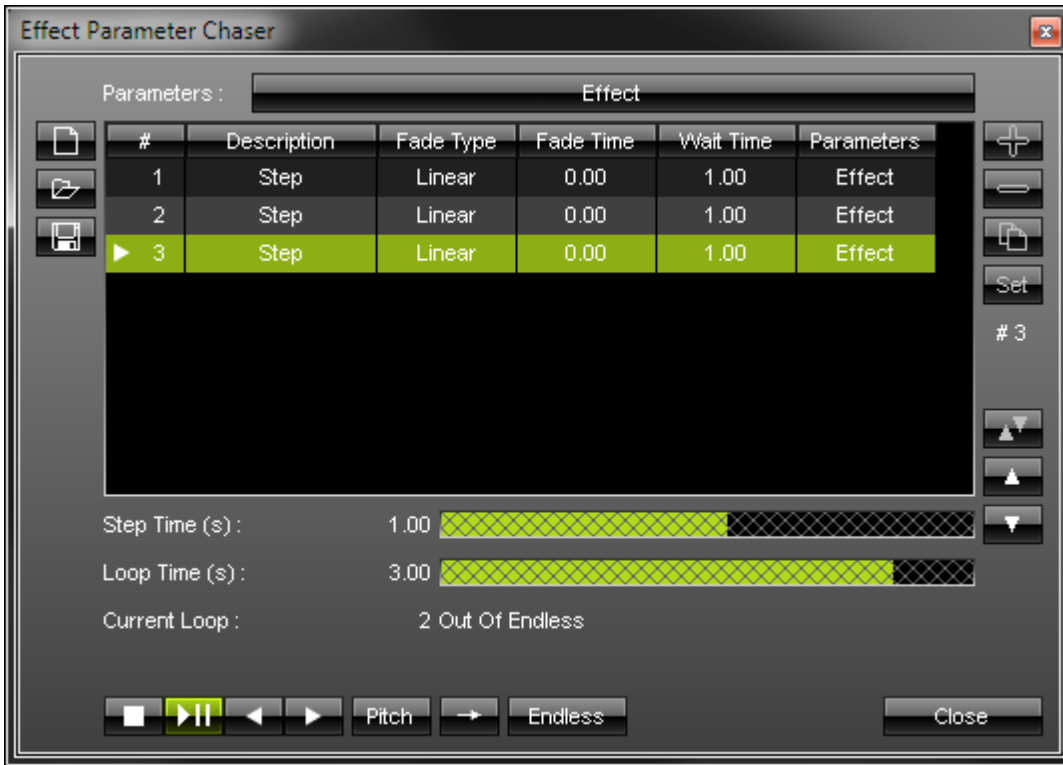 Effect Parameter Chaser
Parameters : Effect
# Description Fade Type Fade Time Wait Time Parameters
1 Step Linear 0.00 1.00 Effect
2 Step Linear 0.00 1.00 Effect
3 Step Linear 0.00 1.00 Effect
Set
# 3
Step Time (s) : 1.00
Loop Time (s) : 3.00
Current Loop : 2 Out Of Endless
Pitch Endless Close